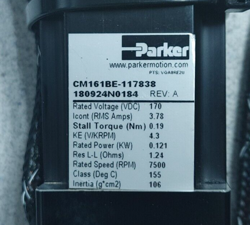 Parker
www.parkermotion.com
CM161BE-117838
180924N0184 REV: A
Rated Voltage (VDC) 170
Icont (RMS Amps) 3.78
Stall Torque (Nm) 0.19
KE (V/KRPM) 4.3
Rated Power (KW) 0.121
Res L-L (Ohms) 1.24
Rated Speed (RPM) 7500
Class (Deg C) 155
Inertia (g*cm2) 106